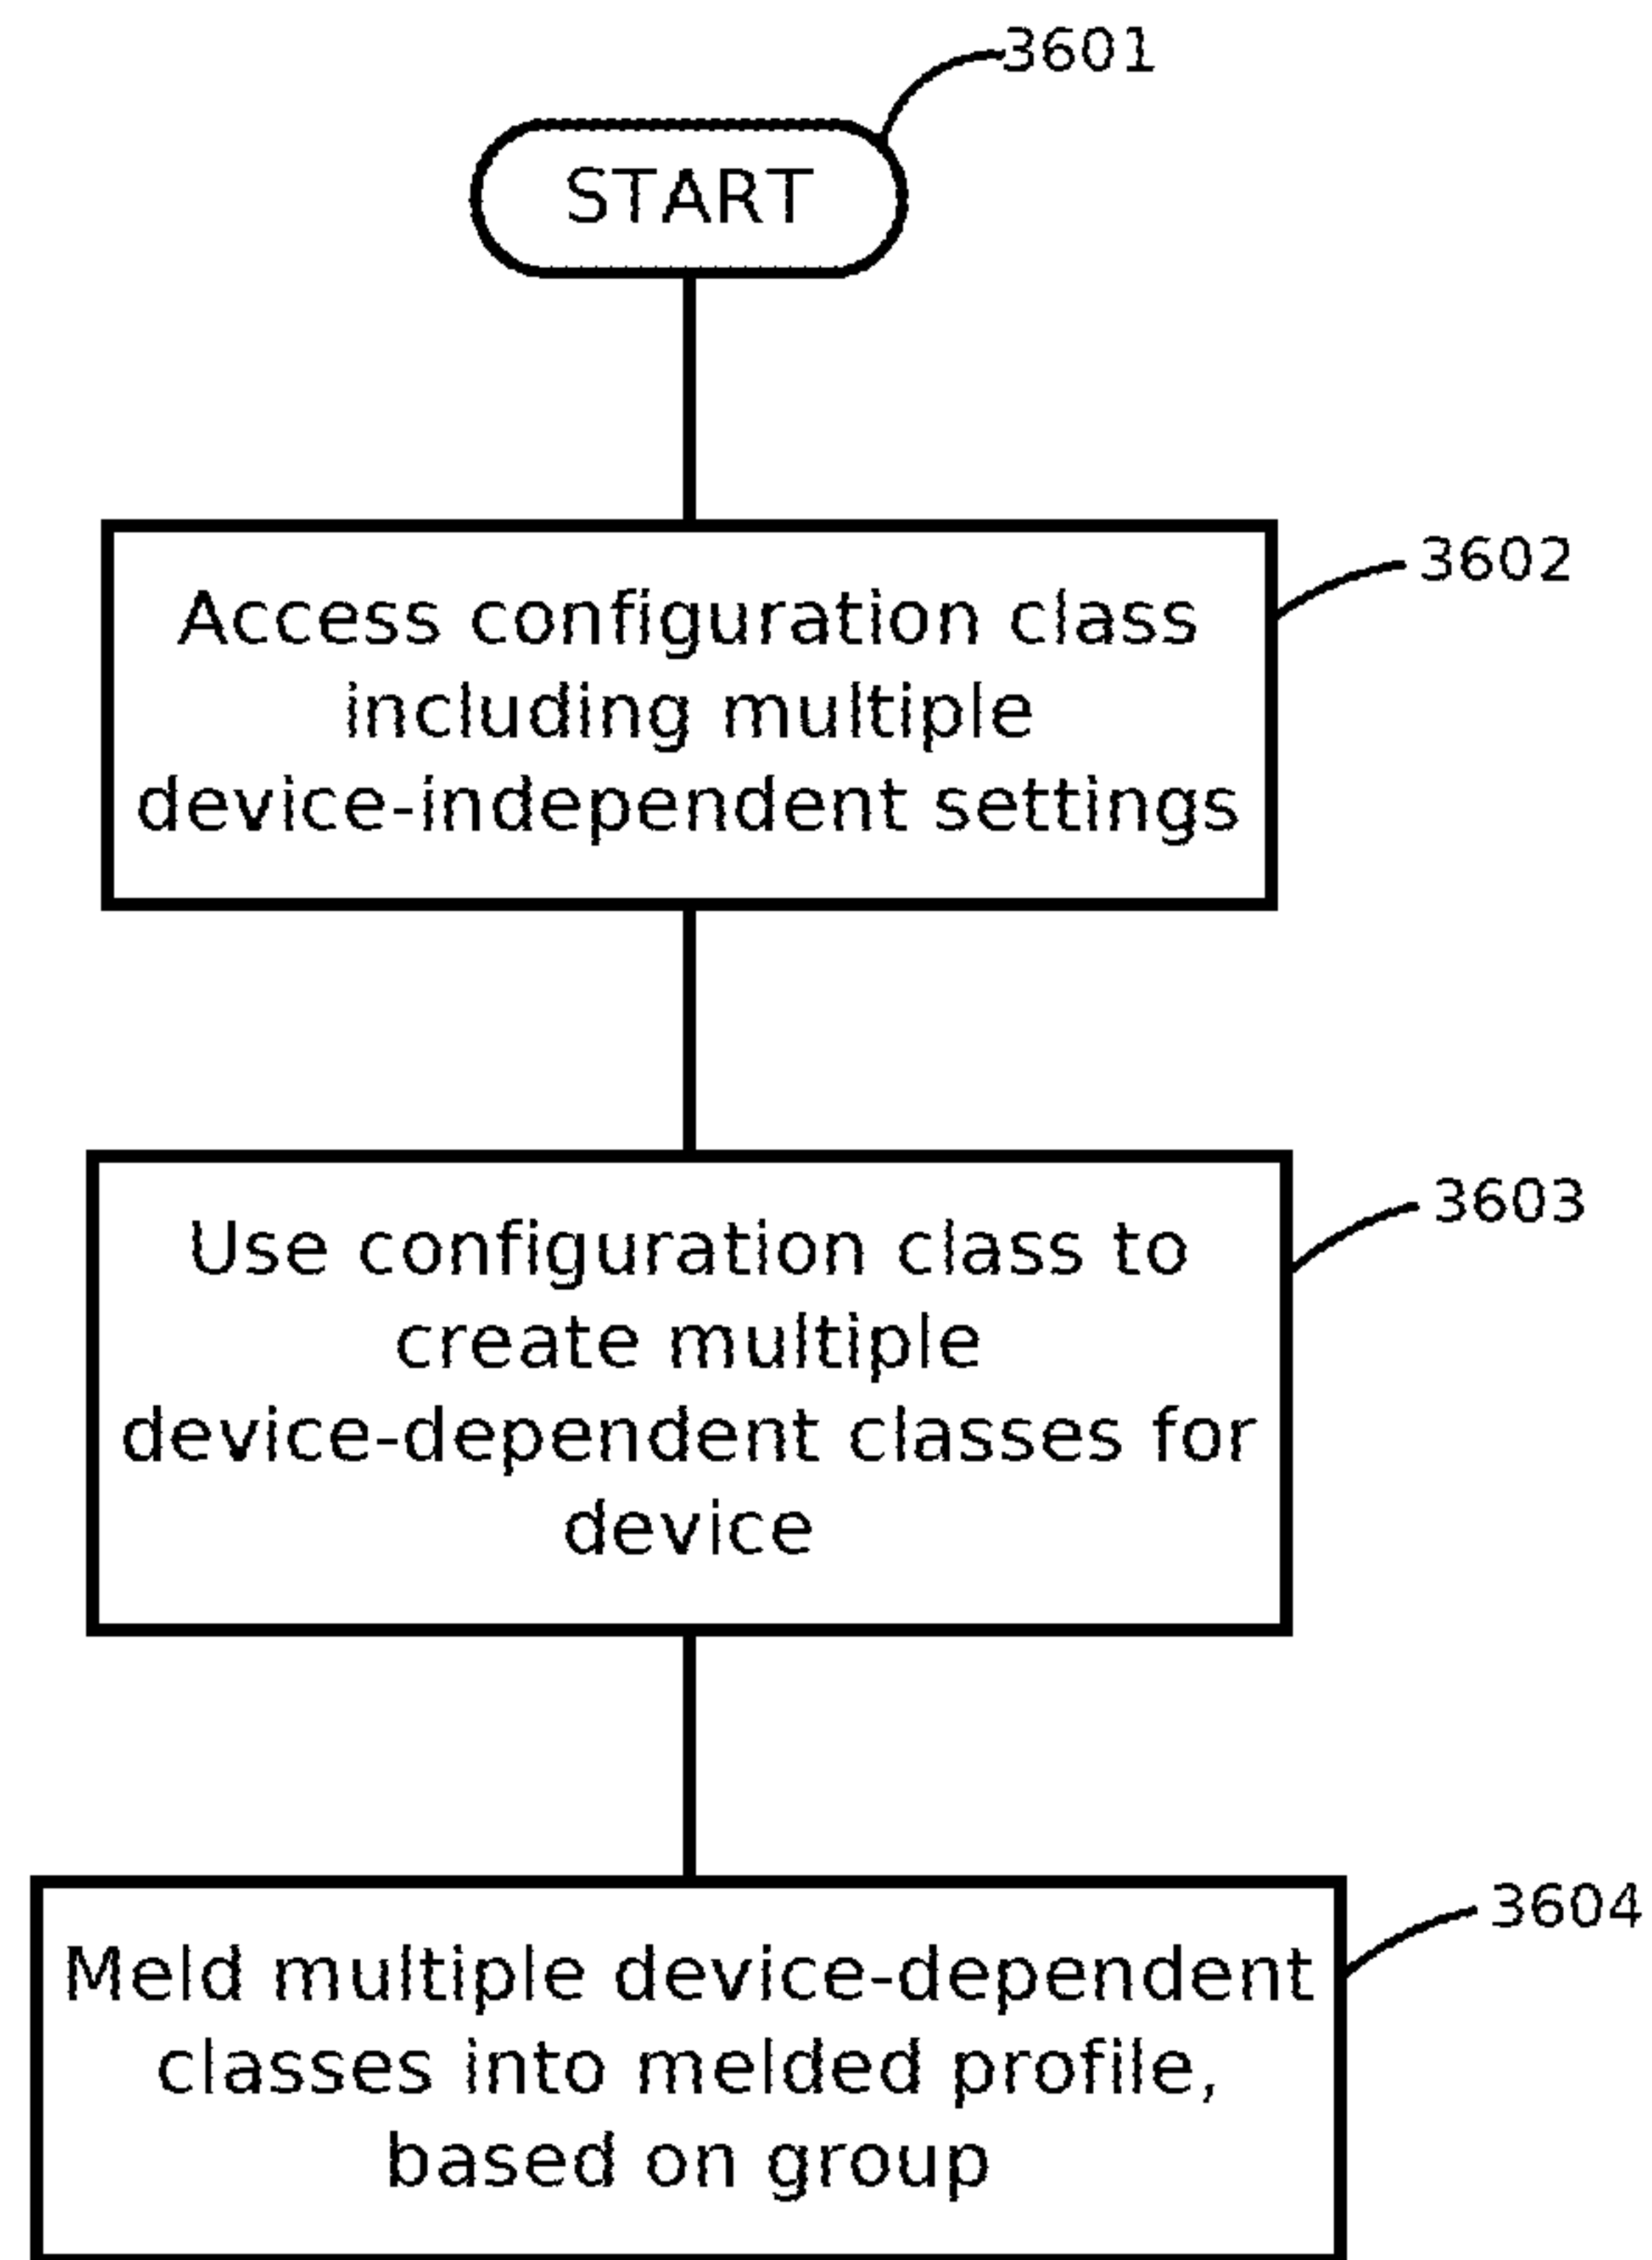 3601
START
3602
Access configuration class
including multiple
device-independent settings
3603
Use configuration class to
create multiple
device-dependent classes for
device
3604
Meld multiple device-dependent
classes into melded profile,
based on group